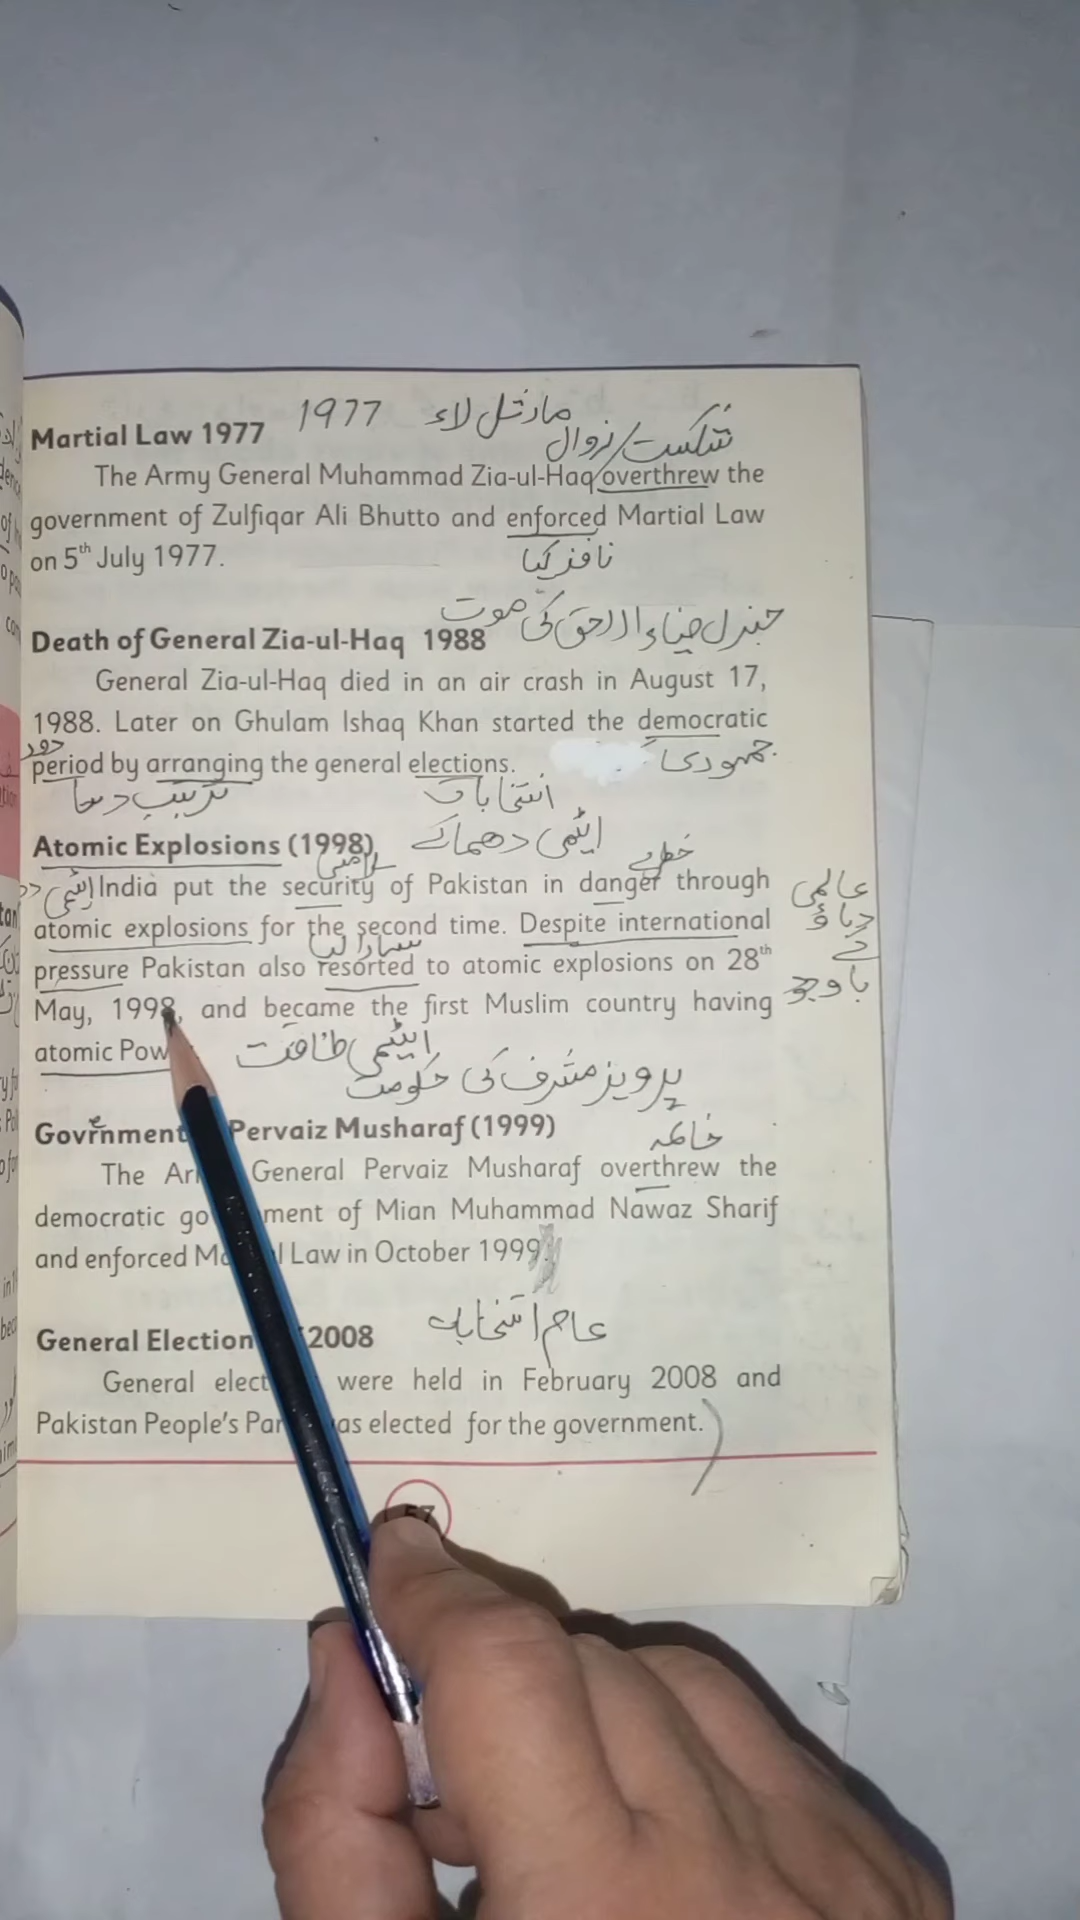 1977 مارشل لاء
Martial Law 1977
شکست/زوال
The Army General Muhammad Zia-ul-Haq overthrew the
government of Zulfiqar Ali Bhutto and enforced Martial Law
on 5th July 1977.
نافز کیا
جنرل ضیاء الحق کی موت
Death of General Zia-ul-Haq 1988
General Zia-ul-Haq died in an air crash in August 17,
1988. Later on Ghulam Ishaq Khan started the democratic
دور
جمہوری
period by arranging the general elections.
ترتیب دینا انتخابات
ایٹمی دھماکے
Atomic Explosions (1998)
سلامتی خطرے
ایٹمی
India put the security of Pakistan in danger through
عالمی
atomic explosions for the second time. Despite international
دباؤ
سہارا لیا
کے
pressure Pakistan also resorted to atomic explosions on 28th
باوجود
May, 1998, and became the first Muslim country having
atomic Pow
ایٹمی طاقت
پرویز مشرف کی حکومت
Government Pervaiz Musharaf (1999)
خاتمہ
The Ar General Pervaiz Musharaf overthrew the
democratic go ment of Mian Muhammad Nawaz Sharif
and enforced Ma l Law in October 1999.
عام انتخابات
General Election 2008
General elect were held in February 2008 and
Pakistan People's Par as elected for the government.
57